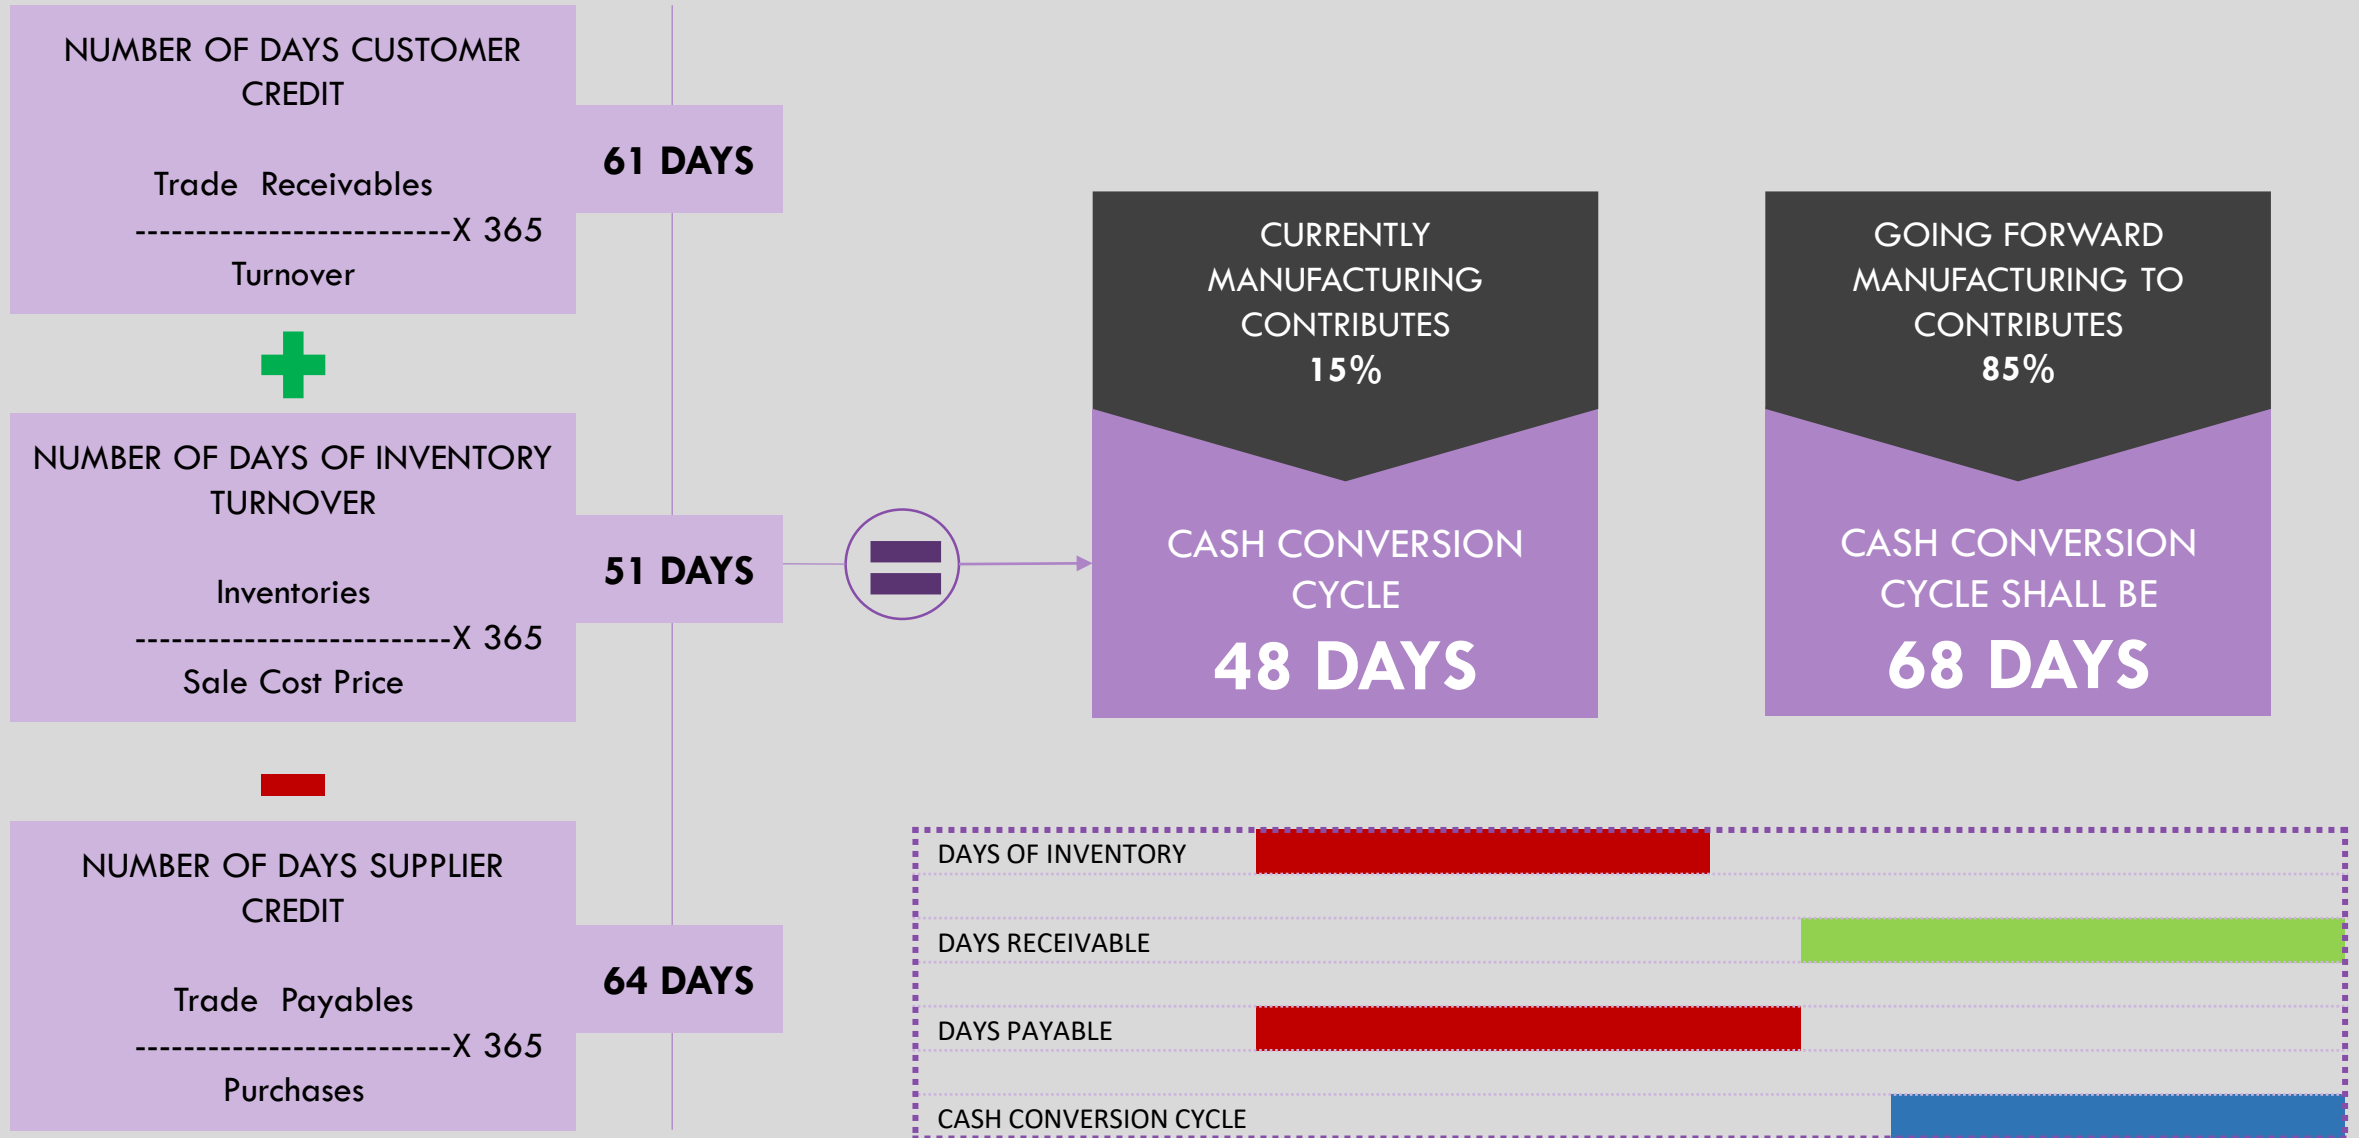 NUMBER OF DAYS CUSTOMER
CREDIT
Trade Receivables
--------------------------X 365
Turnover
61 DAYS
NUMBER OF DAYS OF INVENTORY
TURNOVER
Inventories
--------------------------X 365
Sale Cost Price
51 DAYS
NUMBER OF DAYS SUPPLIER
CREDIT
Trade Payables
--------------------------X 365
Purchases
64 DAYS
CURRENTLY
MANUFACTURING
CONTRIBUTES
15%
CASH CONVERSION
CYCLE
48 DAYS
GOING FORWARD
MANUFACTURING TO
CONTRIBUTES
85%
CASH CONVERSION
CYCLE SHALL BE
68 DAYS
DAYS OF INVENTORY
DAYS RECEIVABLE
DAYS PAYABLE
CASH CONVERSION CYCLE